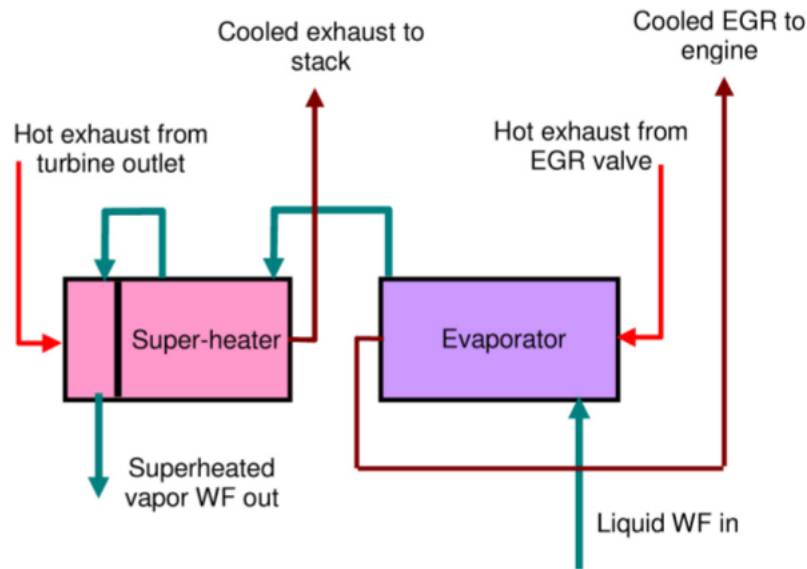 Cooled exhaust to
stack
Cooled EGR to
engine
Hot exhaust from
turbine outlet
Hot exhaust from
EGR valve
Super-heater
Evaporator
Superheated
vapor WF out
Liquid WF in